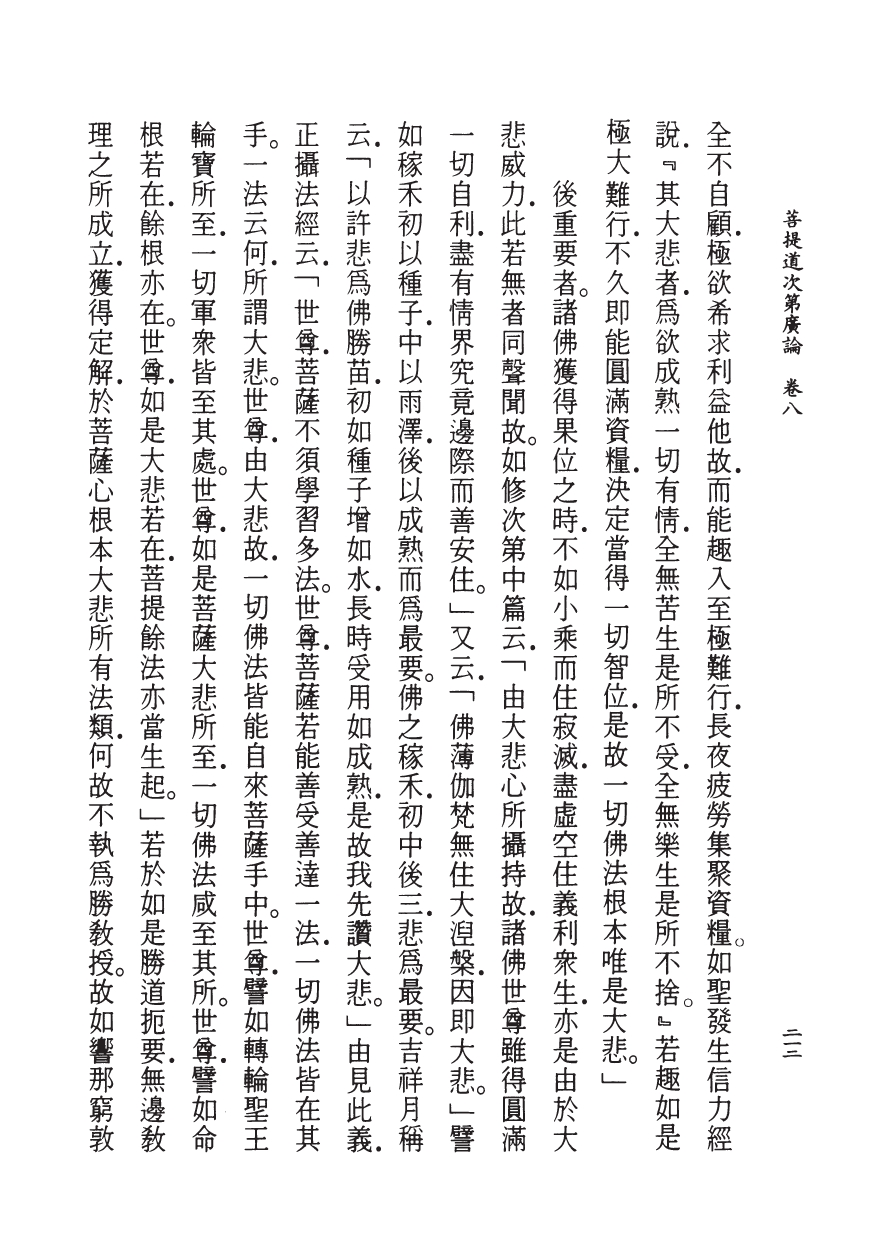 菩提道次第廣論　卷八
二一三
全不自顧．極欲希求利益他故．而能趣入至極難行．長夜疲勞集聚資糧。如聖發生信力經
說．『其大悲者．爲欲成熟一切有情．全無苦生是所不受．全無樂生是所不捨。』若趣如是
極大難行．不久即能圓滿資糧．決定當得一切智位．是故一切佛法根本唯是大悲。」
後重要者。諸佛獲得果位之時．不如小乘而住寂滅．盡虛空住義利衆生．亦是由於大
悲威力．此若無者同聲聞故。如修次第中篇云．「由大悲心所攝持故．諸佛世尊雖得圓滿
一切自利．盡有情界究竟邊際而善安住。」又云．「佛薄伽梵無住大湼槃．因即大悲。」譬
如稼禾初以種子．中以雨澤．後以成熟而爲最要。佛之稼禾．初中後三．悲爲最要。吉祥月稱
云．「以許悲爲佛勝苗．初如種子增如水．長時受用如成熟．是故我先讚大悲。」由見此義．
正攝法經云．「世尊．菩薩不須學習多法。世尊．菩薩若能善受善達一法．一切佛法皆在其
手。一法云何．所謂大悲。世尊．由大悲故．一切佛法皆能自來菩薩手中。世尊．譬如轉輪聖王
輪寶所至．一切軍衆皆至其處。世尊．如是菩薩大悲所至．一切佛法咸至其所。世尊．譬如命
根若在．餘根亦在。世尊．如是大悲若在．菩提餘法亦當生起。」若於如是勝道扼要．無邊教
理之所成立．獲得定解．於菩薩心根本大悲所有法類．何故不執爲勝教授。故如響那窮敦